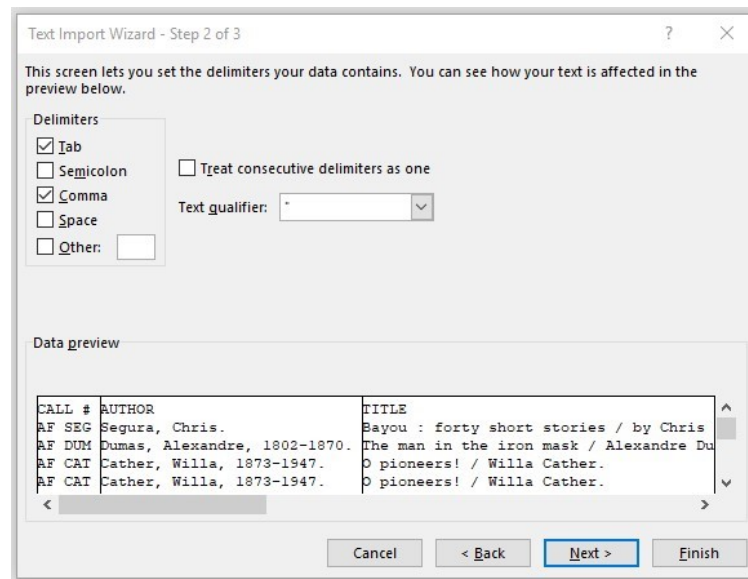 Text Import Wizard - Step 2 of 3 ? ×
This screen lets you set the delimiters your data contains. You can see how your text is affected in the
preview below.
Delimiters
Tab
Semicolon
Comma
Space
Other:
Treat consecutive delimiters as one
Text qualifier: "
Data preview
CALL # AUTHOR TITLE
AF SEG Segura, Chris. Bayou : forty short stories / by Chris
AF DUM Dumas, Alexandre, 1802-1870. The man in the iron mask / Alexandre Du
AF CAT Cather, Willa, 1873-1947. O pioneers! / Willa Cather.
AF CAT Cather, Willa, 1873-1947. O pioneers! / Willa Cather.
Cancel < Back Next > Finish